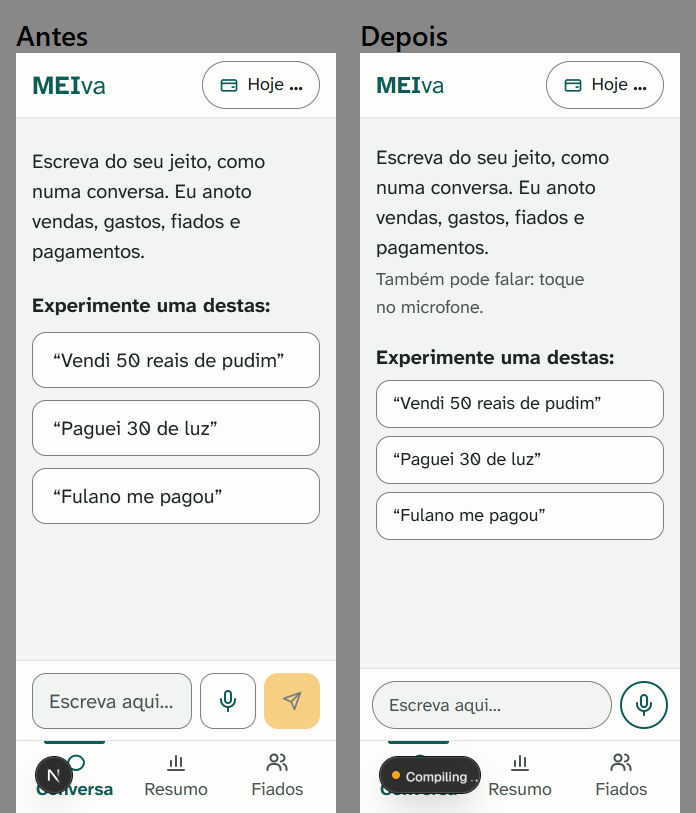 Antes
MEIva
Hoje ...
Escreva do seu jeito, como
numa conversa. Eu anoto
vendas, gastos, fiados e
pagamentos.
Experimente uma destas:
“Vendi 50 reais de pudim”
“Paguei 30 de luz”
“Fulano me pagou”
Escreva aqui...
N
Conversa
Resumo
Fiados
Depois
MEIva
Hoje ...
Escreva do seu jeito, como
numa conversa. Eu anoto
vendas, gastos, fiados e
pagamentos.
Também pode falar: toque
no microfone.
Experimente uma destas:
“Vendi 50 reais de pudim”
“Paguei 30 de luz”
“Fulano me pagou”
Escreva aqui...
Compiling ..
Resumo
Fiados